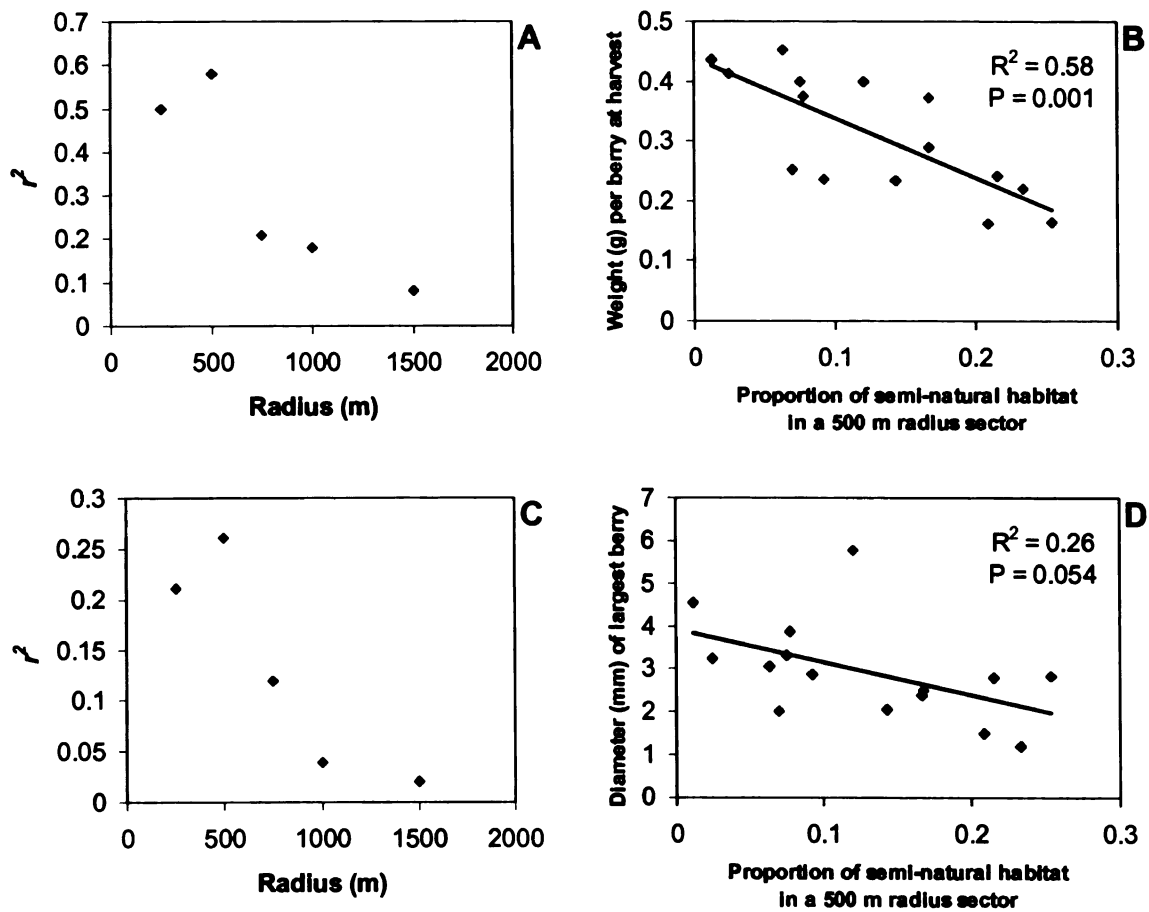 A
0.7
0.6
0.5
0.4
0.3
0.2
0.1
0
r²
0 500 1000 1500 2000
Radius (m)
B
0.5
0.4
0.3
0.2
0.1
0
Weight (g) per berry at harvest
R² = 0.58
P = 0.001
0 0.1 0.2 0.3
Proportion of semi-natural habitat
in a 500 m radius sector
C
0.3
0.25
0.2
0.15
0.1
0.05
0
r²
0 500 1000 1500 2000
Radius (m)
D
7
6
5
4
3
2
1
0
Diameter (mm) of largest berry
R² = 0.26
P = 0.054
0 0.1 0.2 0.3
Proportion of semi-natural habitat
in a 500 m radius sector